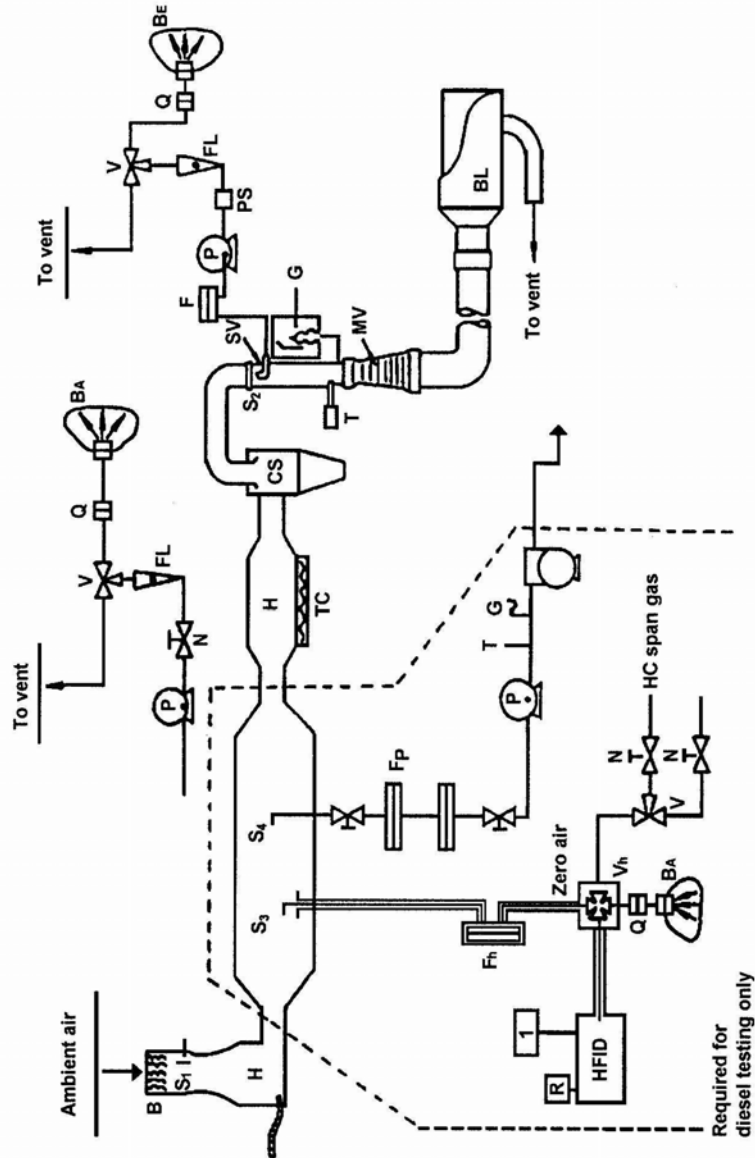 To vent
To vent
BE
BA
Q
V
FL
PS
P
F
G
SV
S2
MV
T
BL
To vent
Q
V
FL
N
P
CS
H
TC
Ambient air
B
S1
H
S3
S4
FP
P
T
G
HC span gas
N
N
V
Zero air
Vh
BA
Q
Fh
1
R
HFID
Required for
diesel testing only